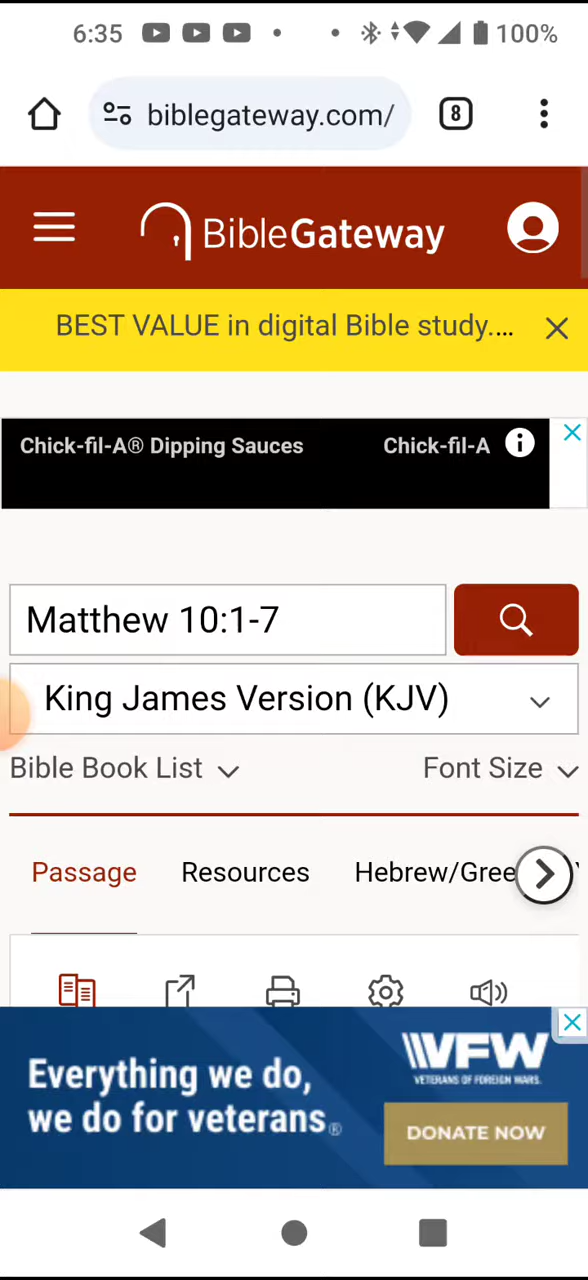 6:35
100%
biblegateway.com/
8
BibleGateway
BEST VALUE in digital Bible study....
Chick-fil-A® Dipping Sauces
Chick-fil-A
Matthew 10:1-7
King James Version (KJV)
Bible Book List
Font Size
Passage
Resources
Hebrew/Gree
Everything we do,
we do for veterans®
VFW
VETERANS OF FOREIGN WARS.
DONATE NOW